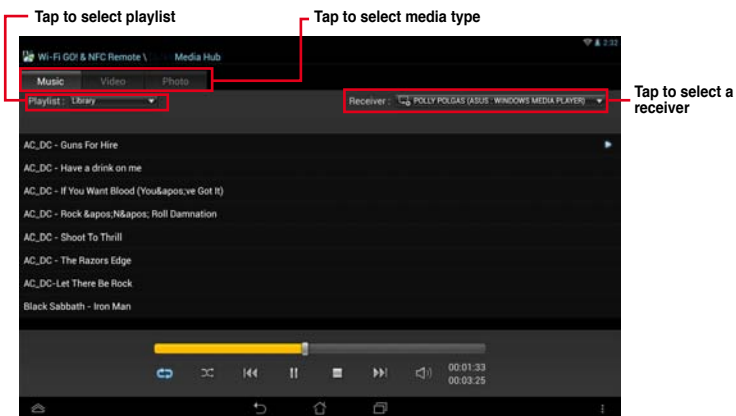 Tap to select playlist
Tap to select media type
2:32
Wi-Fi GO! & NFC Remote \ Media Hub
Music Video Photo
Playlist : Library
Receiver : POLLY POLGAS (ASUS : WINDOWS MEDIA PLAYER)
Tap to select a
receiver
AC_DC - Guns For Hire
AC_DC - Have a drink on me
AC_DC - If You Want Blood (You&apos;ve Got It)
AC_DC - Rock &apos;N&apos; Roll Damnation
AC_DC - Shoot To Thrill
AC_DC - The Razors Edge
AC_DC-Let There Be Rock
Black Sabbath - Iron Man
00:01:33
00:03:25